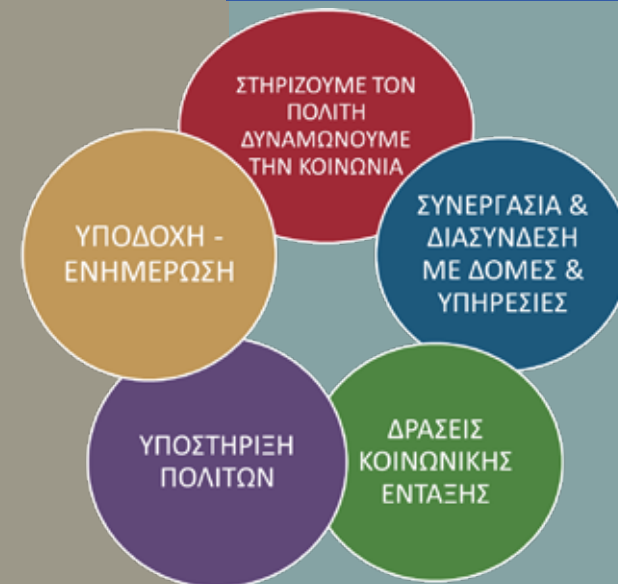 ΣΤΗΡΙΖΟΥΜΕ ΤΟΝ
ΠΟΛΙΤΗ
ΔΥΝΑΜΩΝΟΥΜΕ
ΤΗΝ ΚΟΙΝΩΝΙΑ
ΣΥΝΕΡΓΑΣΙΑ &
ΔΙΑΣΥΝΔΕΣΗ
ΜΕ ΔΟΜΕΣ &
ΥΠΗΡΕΣΙΕΣ
ΔΡΑΣΕΙΣ
ΚΟΙΝΩΝΙΚΗΣ
ΕΝΤΑΞΗΣ
ΥΠΟΣΤΗΡΙΞΗ
ΠΟΛΙΤΩΝ
ΥΠΟΔΟΧΗ -
ΕΝΗΜΕΡΩΣΗ